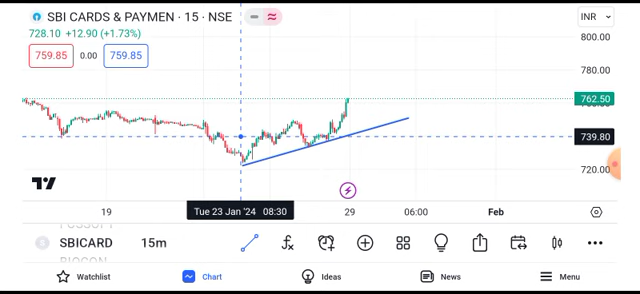 SBI CARDS & PAYMEN · 15 · NSE
INR
728.10 +12.90 (+1.73%)
759.85 0.00 759.85
800.00
780.00
762.50
739.80
720.00
19 Tue 23 Jan '24 08:30 29 06:00 Feb
SBICARD 15m
Watchlist Chart Ideas News Menu